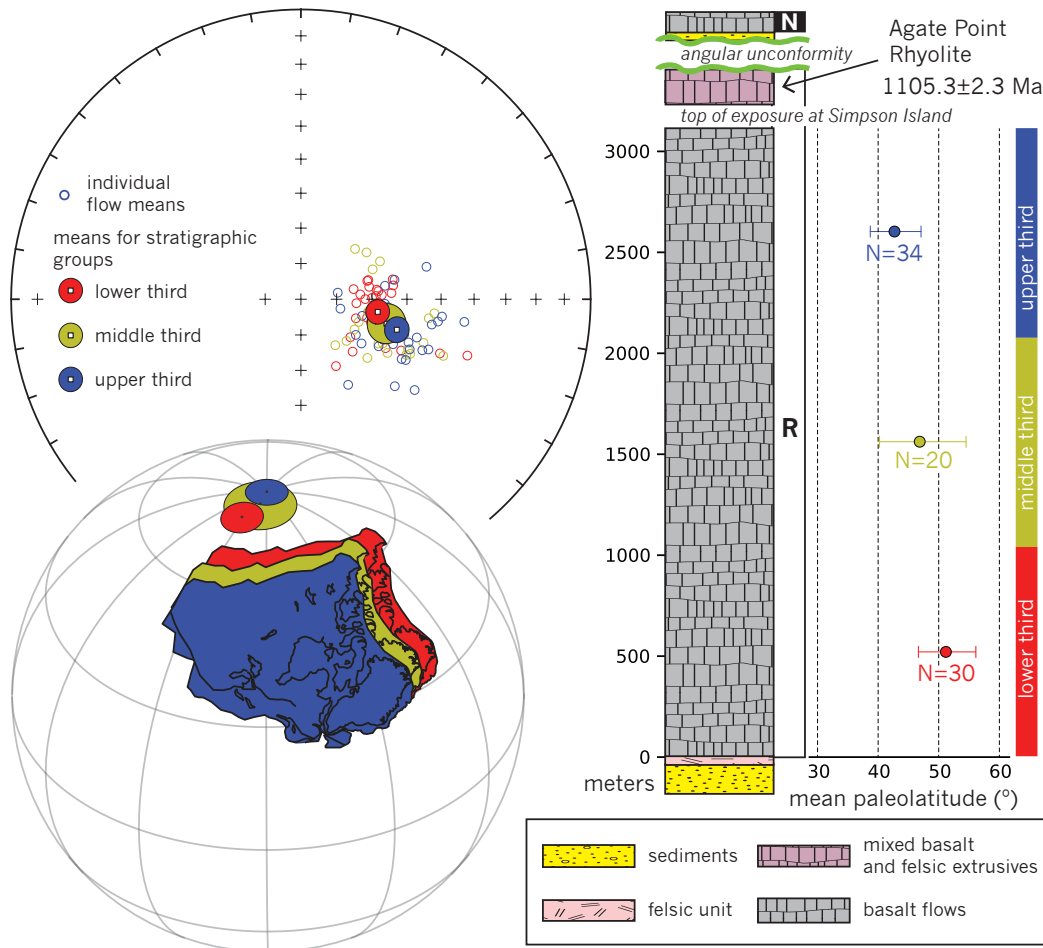 individual
flow means
means for stratigraphic
groups
lower third
middle third
upper third
N
angular unconformity
Agate Point
Rhyolite
1105.3±2.3 Ma
top of exposure at Simpson Island
3000
2500
2000
1500
1000
500
0
meters
R
N=34
N=20
N=30
upper third
middle third
lower third
30 40 50 60
mean paleolatitude (°)
sediments
mixed basalt
and felsic extrusives
felsic unit
basalt flows